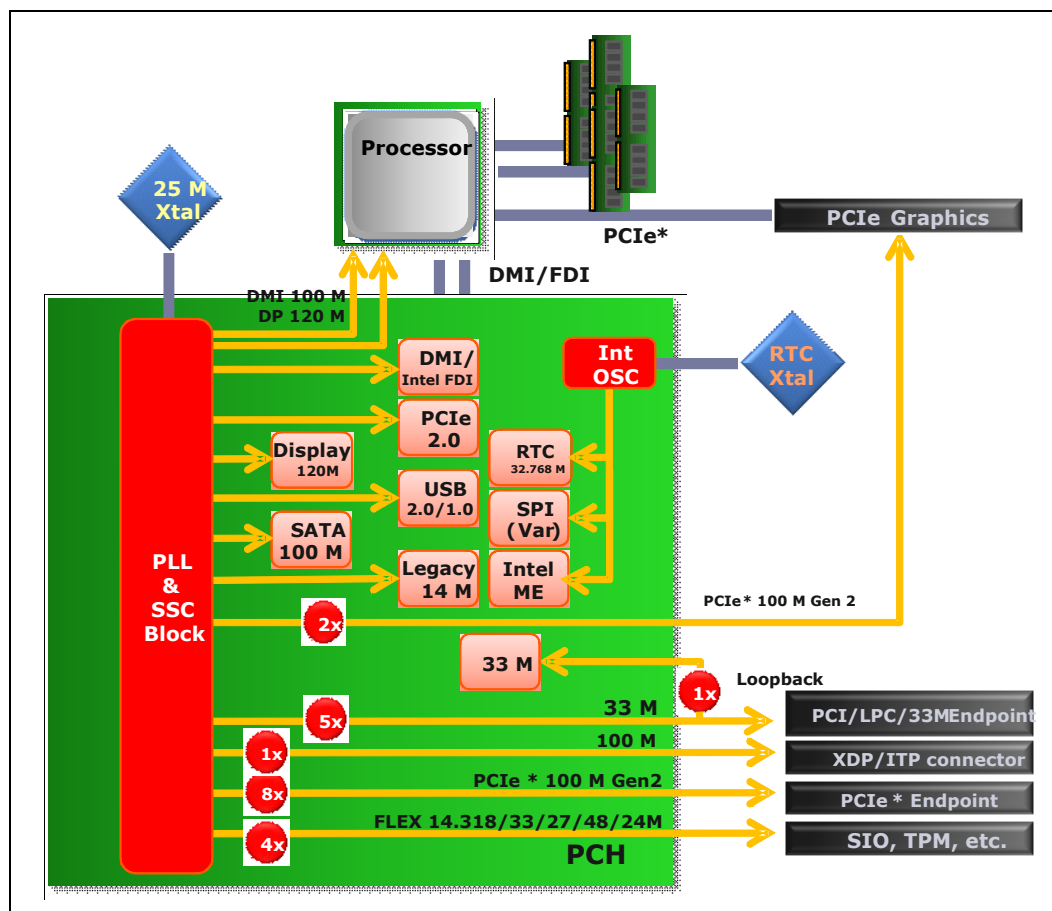 Processor
25 M
Xtal
PCIe Graphics
PCIe*
DMI/FDI
DMI 100 M
DP 120 M
Int
OSC
RTC
Xtal
DMI/
Intel FDI
PCIe
2.0
Display
120M
RTC
32.768 M
USB
2.0/1.0
SPI
(Var)
SATA
100 M
Legacy
14 M
Intel
ME
PLL
&
SSC
Block
2x
PCIe* 100 M Gen 2
33 M
1x
Loopback
5x
33 M
PCI/LPC/33MEndpoint
1x
100 M
XDP/ITP connector
8x
PCIe * 100 M Gen2
PCIe * Endpoint
4x
FLEX 14.318/33/27/48/24M
SIO, TPM, etc.
PCH